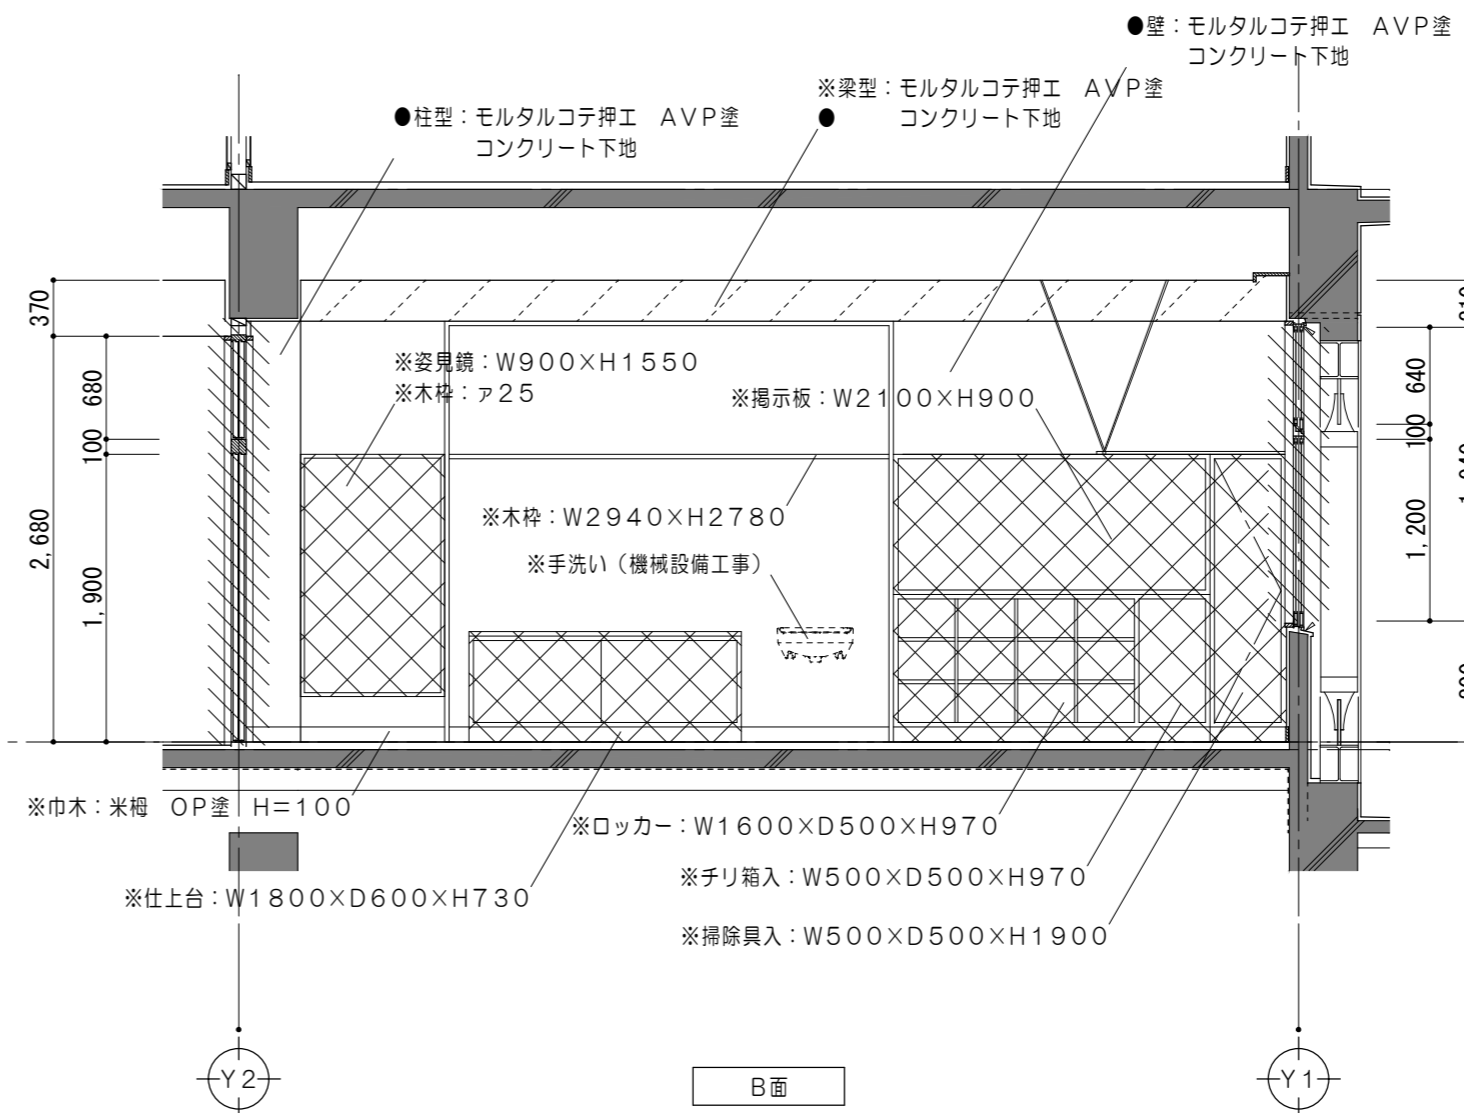 ●壁：モルタルコテ押エ　ＡＶＰ塗
コンクリート下地
※梁型：モルタルコテ押エ　ＡＶＰ塗
●　コンクリート下地
●柱型：モルタルコテ押エ　ＡＶＰ塗
コンクリート下地
370
680
100
2,680
1,900
640
100
1,200
※姿見鏡：Ｗ９００×Ｈ１５５０
※木枠：ァ２５
※掲示板：Ｗ２１００×Ｈ９００
※木枠：Ｗ２９４０×Ｈ２７８０
※手洗い（機械設備工事）
※巾木：米栂　ＯＰ塗　Ｈ＝１００
※ロッカー：Ｗ１６００×Ｄ５００×Ｈ９７０
※チリ箱入：Ｗ５００×Ｄ５００×Ｈ９７０
※仕上台：Ｗ１８００×Ｄ６００×Ｈ７３０
※掃除具入：Ｗ５００×Ｄ５００×Ｈ１９００
Ｙ２
Ｂ面
Ｙ１